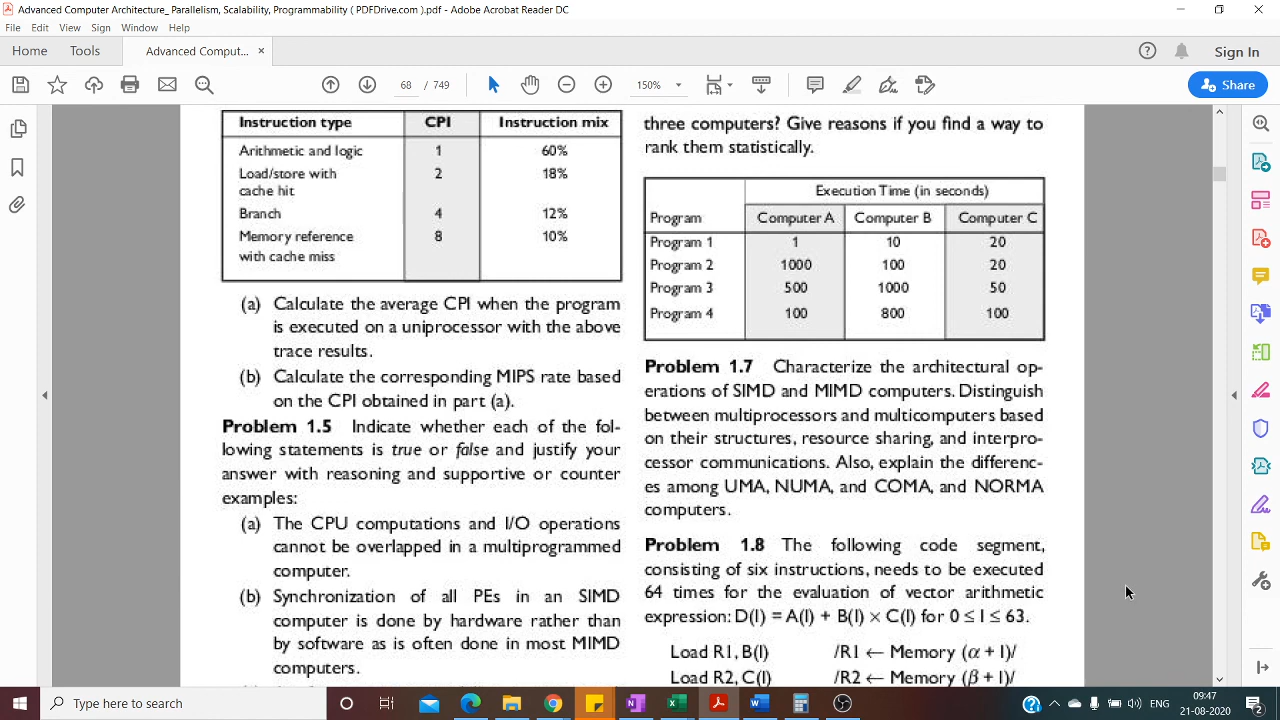 Advanced Computer Architecture_ Parallelism, Scalability, Programmability ( PDFDrive.com ).pdf - Adobe Acrobat Reader DC
File Edit View Sign Window Help
Home Tools Advanced Comput... × Sign In
68 / 749 150% Share
Instruction type CPI Instruction mix
Arithmetic and logic 1 60%
Load/store with 2 18%
cache hit
Branch 4 12%
Memory reference 8 10%
with cache miss
(a) Calculate the average CPI when the program
is executed on a uniprocessor with the above
trace results.
(b) Calculate the corresponding MIPS rate based
on the CPI obtained in part (a).
Problem 1.5 Indicate whether each of the fol-
lowing statements is true or false and justify your
answer with reasoning and supportive or counter
examples:
(a) The CPU computations and I/O operations
cannot be overlapped in a multiprogrammed
computer.
(b) Synchronization of all PEs in an SIMD
computer is done by hardware rather than
by software as is often done in most MIMD
computers.
three computers? Give reasons if you find a way to
rank them statistically.
Execution Time (in seconds)
Program Computer A Computer B Computer C
Program 1 1 10 20
Program 2 1000 100 20
Program 3 500 1000 50
Program 4 100 800 100
Problem 1.7 Characterize the architectural op-
erations of SIMD and MIMD computers. Distinguish
between multiprocessors and multicomputers based
on their structures, resource sharing, and interpro-
cessor communications. Also, explain the differenc-
es among UMA, NUMA, and COMA, and NORMA
computers.
Problem 1.8 The following code segment,
consisting of six instructions, needs to be executed
64 times for the evaluation of vector arithmetic
expression: D(I) = A(I) + B(I) × C(I) for 0 ≤ I ≤ 63.
Load R1, B(I) /R1 ← Memory (α + I)/
Load R2, C(I) /R2 ← Memory (β + I)/
Type here to search
ENG
09:47
21-08-2020
2